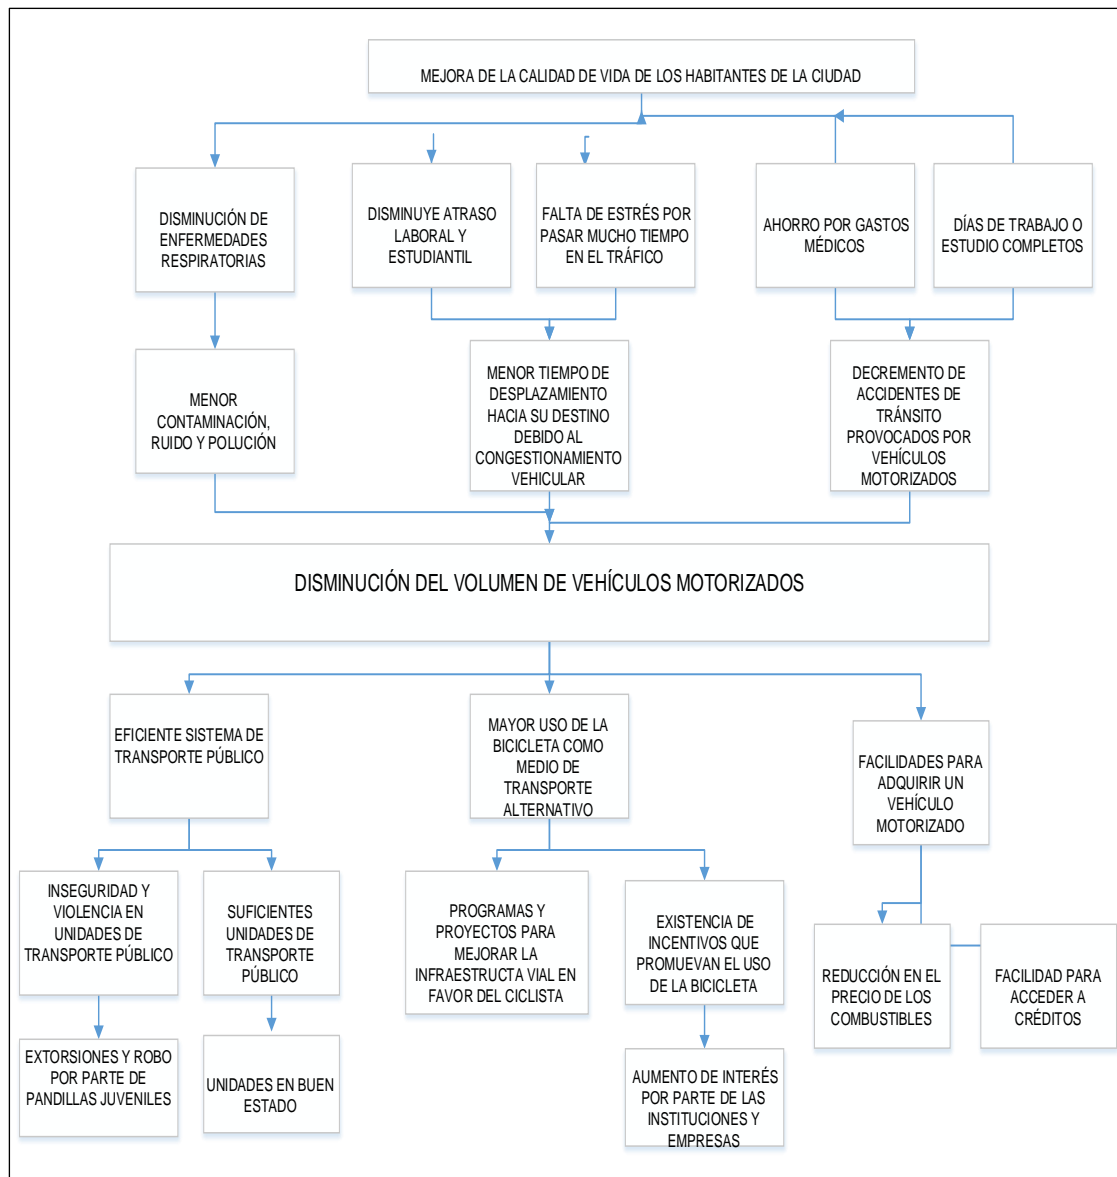 MEJORA DE LA CALIDAD DE VIDA DE LOS HABITANTES DE LA CIUDAD
DISMINUCIÓN DE
ENFERMEDADES
RESPIRATORIAS
DISMINUYE ATRASO
LABORAL Y
ESTUDIANTIL
FALTA DE ESTRÉS POR
PASAR MUCHO TIEMPO
EN EL TRÁFICO
AHORRO POR GASTOS
MÉDICOS
DÍAS DE TRABAJO O
ESTUDIO COMPLETOS
MENOR
CONTAMINACIÓN,
RUIDO Y POLUCIÓN
MENOR TIEMPO DE
DESPLAZAMIENTO
HACIA SU DESTINO
DEBIDO AL
CONGESTIONAMIENTO
VEHICULAR
DECREMENTO DE
ACCIDENTES DE
TRÁNSITO
PROVOCADOS POR
VEHÍCULOS
MOTORIZADOS
DISMINUCIÓN DEL VOLUMEN DE VEHÍCULOS MOTORIZADOS
EFICIENTE SISTEMA DE
TRANSPORTE PÚBLICO
MAYOR USO DE LA
BICICLETA COMO
MEDIO DE
TRANSPORTE
ALTERNATIVO
FACILIDADES PARA
ADQUIRIR UN
VEHÍCULO
MOTORIZADO
INSEGURIDAD Y
VIOLENCIA EN
UNIDADES DE
TRANSPORTE PÚBLICO
SUFICIENTES
UNIDADES DE
TRANSPORTE
PÚBLICO
PROGRAMAS Y
PROYECTOS PARA
MEJORAR LA
INFRAESTRUCTA VIAL EN
FAVOR DEL CICLISTA
EXISTENCIA DE
INCENTIVOS QUE
PROMUEVAN EL USO
DE LA BICICLETA
REDUCCIÓN EN EL
PRECIO DE LOS
COMBUSTIBLES
FACILIDAD PARA
ACCEDER A
CRÉDITOS
EXTORSIONES Y ROBO
POR PARTE DE
PANDILLAS JUVENILES
UNIDADES EN BUEN
ESTADO
AUMENTO DE INTERÉS
POR PARTE DE LAS
INSTITUCIONES Y
EMPRESAS